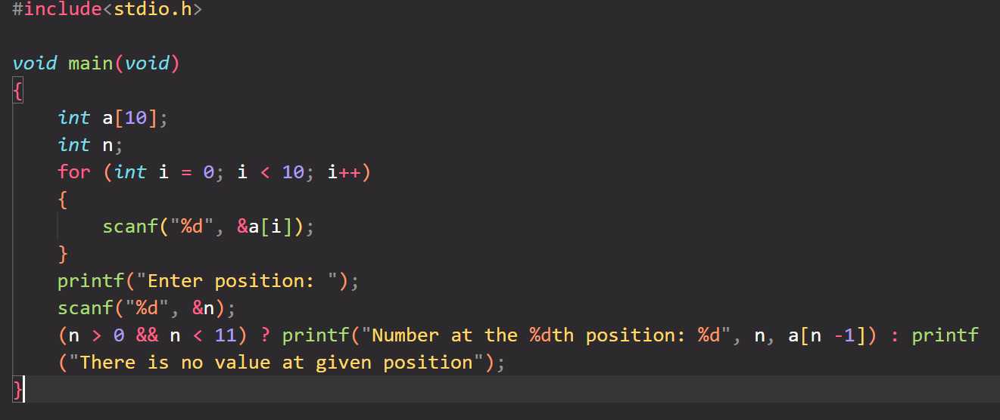 #include<stdio.h>
void main(void)
{
    int a[10];
    int n;
    for (int i = 0; i < 10; i++)
    {
        scanf("%d", &a[i]);
    }
    printf("Enter position: ");
    scanf("%d", &n);
    (n > 0 && n < 11) ? printf("Number at the %dth position: %d", n, a[n -1]) : printf
    ("There is no value at given position");
}